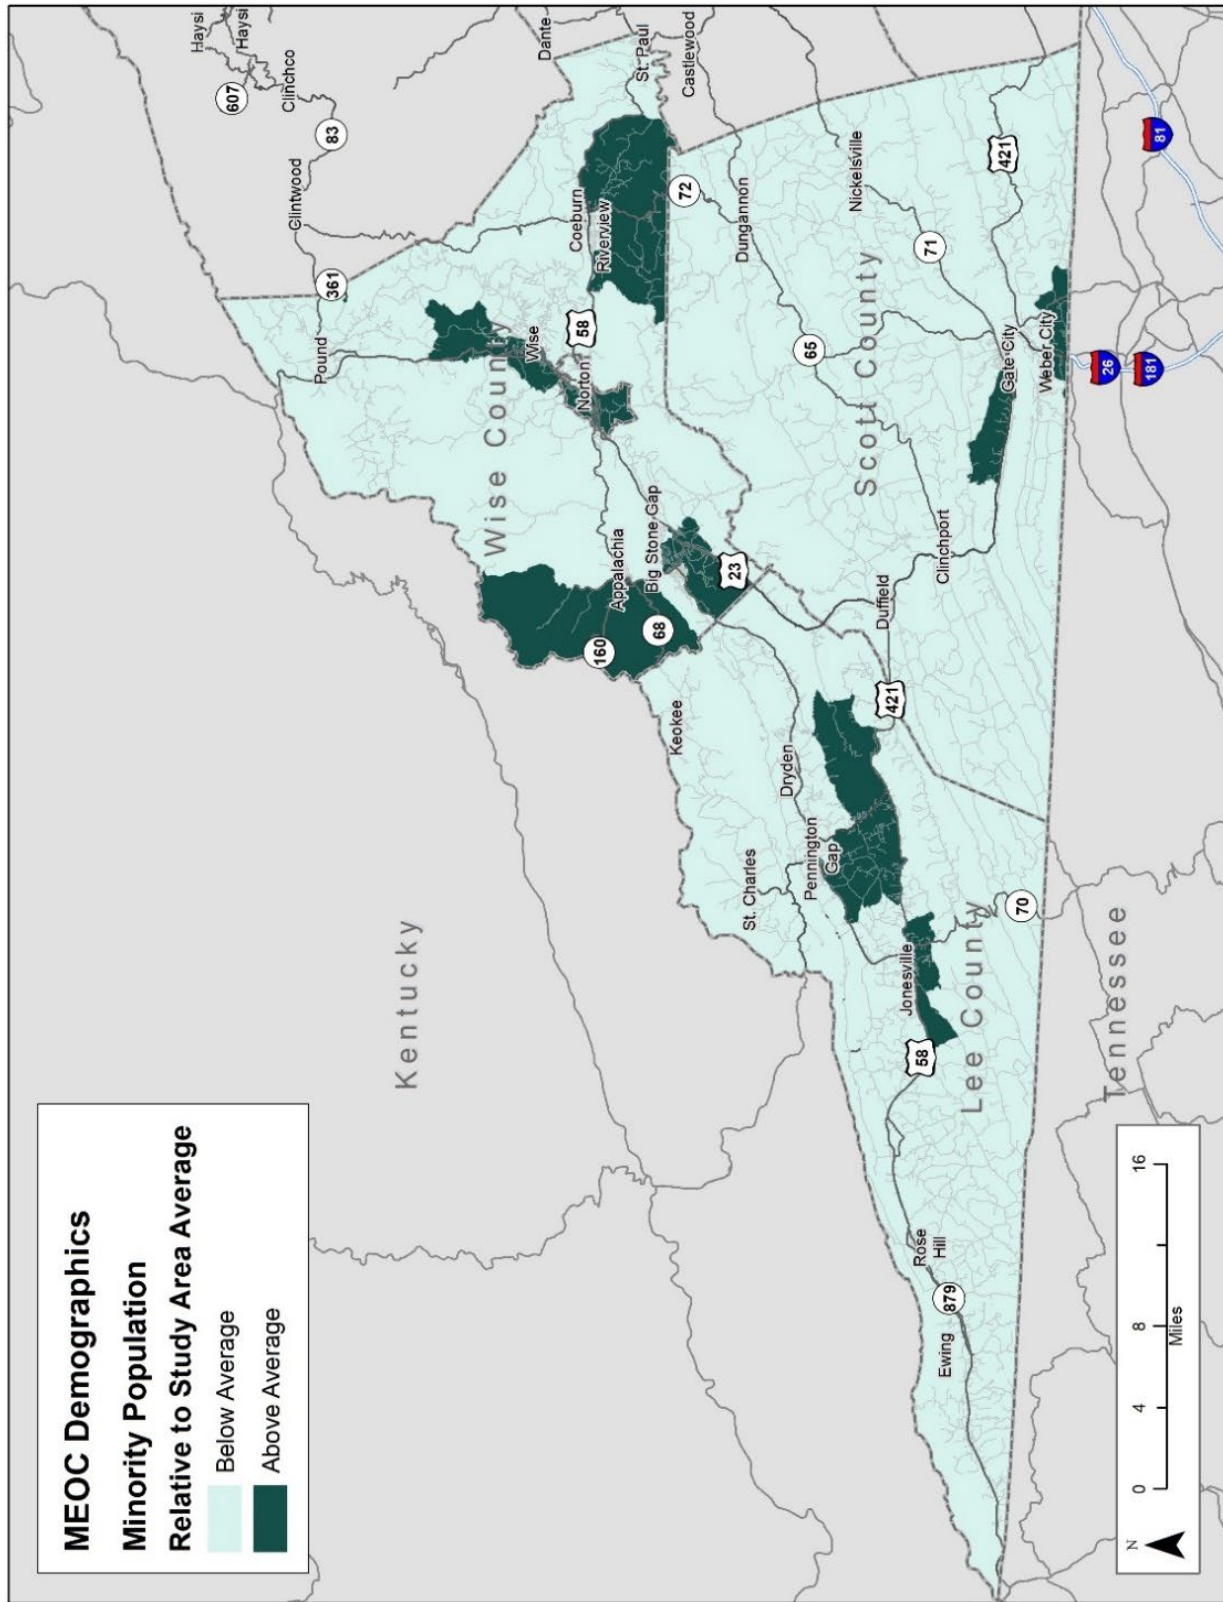 MEOC Demographics
Minority Population
Relative to Study Area Average
Below Average
Above Average
Kentucky
Haysi
Haysi
607
Clinchco
83
Clintwood
361
Pound
Dante
St. Paul
Castlewood
Coeburn
Riverview
Wise
Wise County
58
Norton
72
Dungannon
Nickelsville
71
421
81
65
Scott County
Gate City
Weber City
26
181
Appalachia
Big Stone Gap
160
68
23
Clinchport
Duffield
421
Keokee
Dryden
St. Charles
Pennington
Gap
Jonesville
58
Lee County
70
Tennessee
Rose
Hill
879
Ewing
N
0 4 8 16
Miles